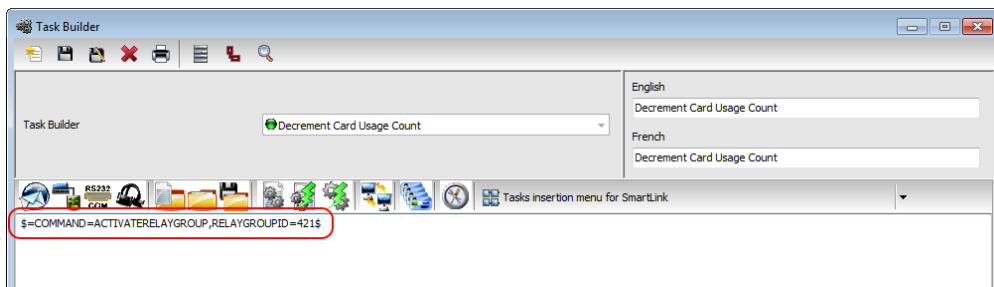 Task Builder
English
Decrement Card Usage Count
Task Builder
Decrement Card Usage Count
French
Decrement Card Usage Count
RS232
COM
Tasks insertion menu for SmartLink
$=COMMAND=ACTIVATERELAYGROUP,RELAYGROUPID=421$